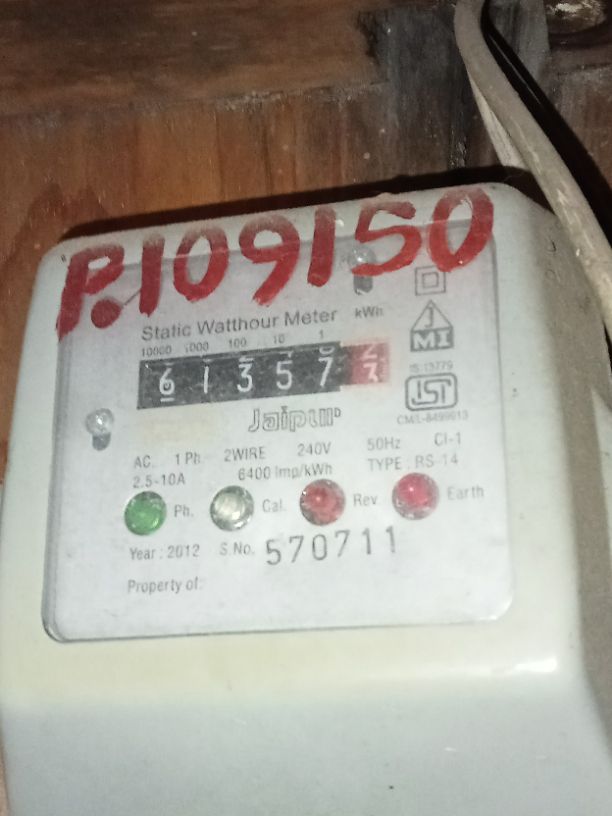 P.109150
Static Watthour Meter kWh
10000 1000 100 10 1
6 1 3 5 7 3
Jaipur
IS:13779
CM/L-8499913
AC. 1 Ph 2WIRE 240V 50Hz Cl-1
2.5-10A 6400 Imp/kWh TYPE : RS-14
Ph. Cal. Rev. Earth
Year : 2012 S.No. 570711
Property of: